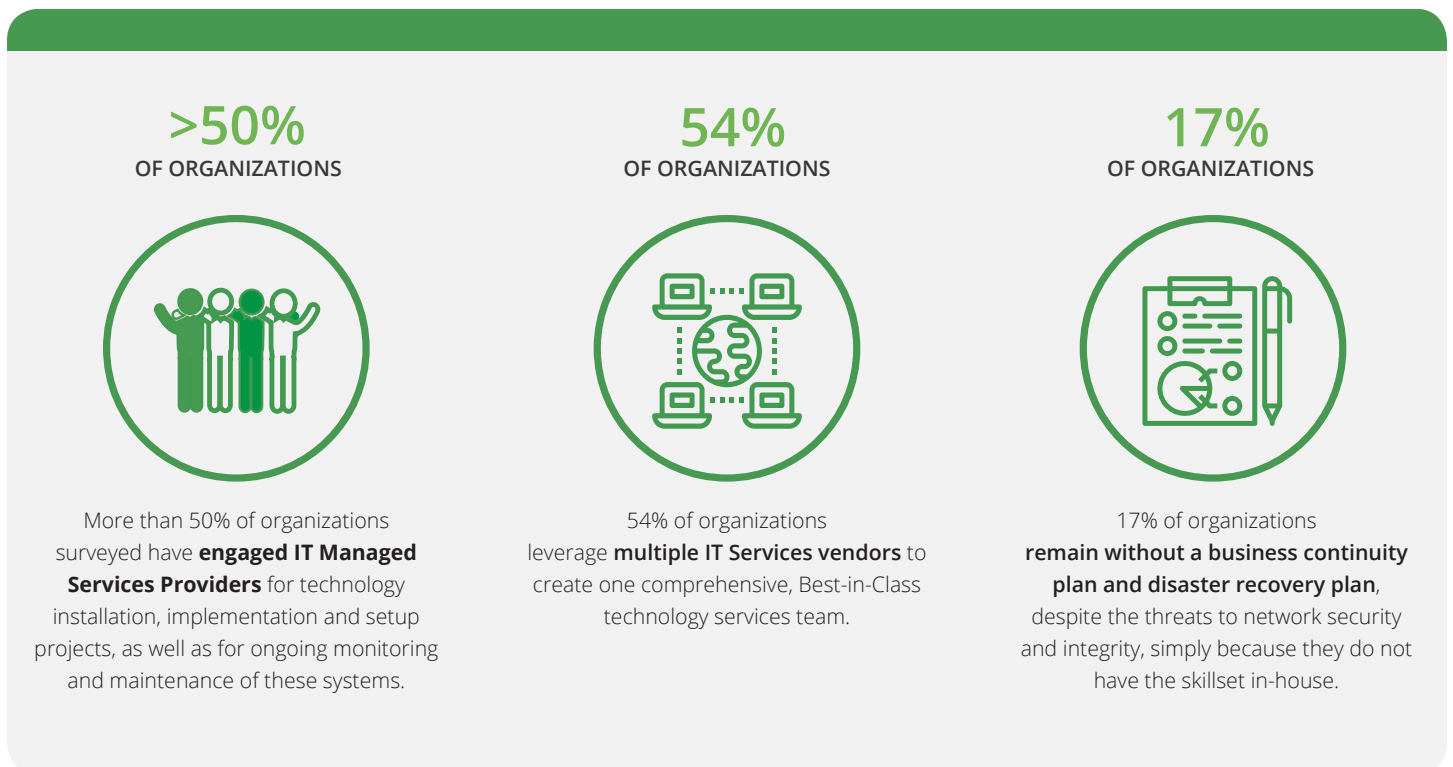 >50%
OF ORGANIZATIONS
More than 50% of organizations
surveyed have engaged IT Managed
Services Providers for technology
installation, implementation and setup
projects, as well as for ongoing monitoring
and maintenance of these systems.
54%
OF ORGANIZATIONS
54% of organizations
leverage multiple IT Services vendors to
create one comprehensive, Best-in-Class
technology services team.
17%
OF ORGANIZATIONS
17% of organizations
remain without a business continuity
plan and disaster recovery plan,
despite the threats to network security
and integrity, simply because they do not
have the skillset in-house.